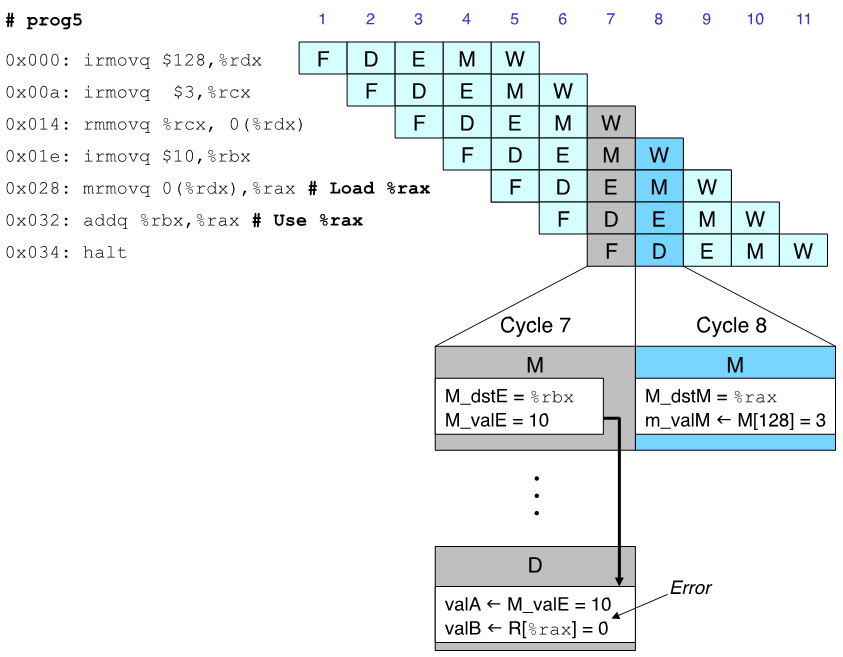 # prog5 1 2 3 4 5 6 7 8 9 10 11
0x000: irmovq $128,%rdx F D E M W
0x00a: irmovq  $3,%rcx F D E M W
0x014: rmmovq %rcx, 0(%rdx) F D E M W
0x01e: irmovq $10,%rbx F D E M W
0x028: mrmovq 0(%rdx),%rax # Load %rax F D E M W
0x032: addq %rbx,%rax # Use %rax F D E M W
0x034: halt F D E M W
Cycle 7 Cycle 8
M M
M_dstE = %rbx M_dstM = %rax
M_valE = 10 m_valM ← M[128] = 3
D
Error
valA ← M_valE = 10
valB ← R[%rax] = 0